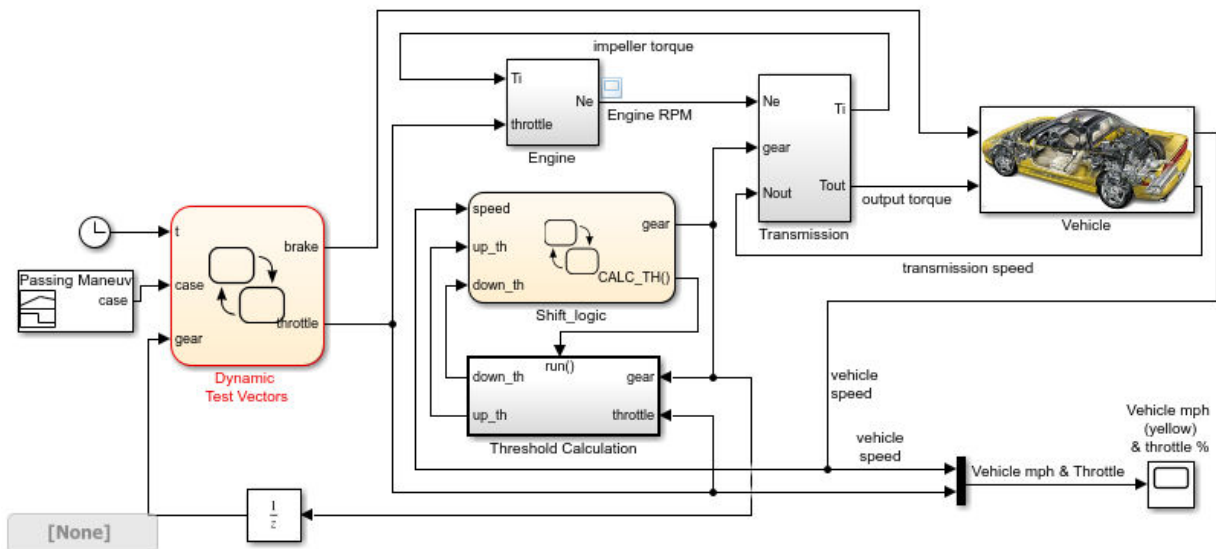 impeller torque
Ti
Ne
throttle
Engine RPM
Engine
Ne
Ti
gear
Nout
Tout
output torque
Transmission
Vehicle
transmission speed
speed
gear
up_th
CALC_TH()
down_th
Shift_logic
t
brake
case
throttle
gear
Dynamic
Test Vectors
Passing Maneuv
case
run()
down_th
gear
up_th
throttle
Threshold Calculation
vehicle
speed
vehicle
speed
Vehicle mph & Throttle
Vehicle mph
(yellow)
& throttle %
1
z
[None]